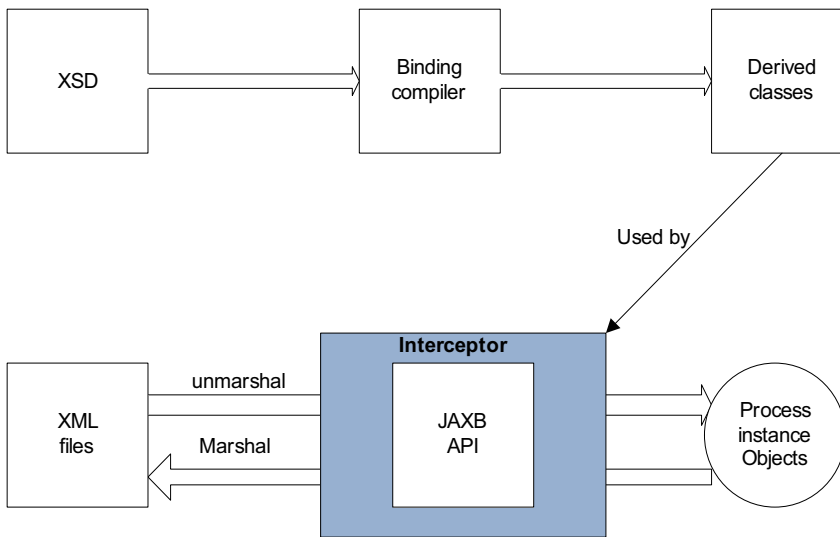 XSD
Binding
compiler
Derived
classes
Used by
Interceptor
XML
files
unmarshal
Marshal
JAXB
API
Process
instance
Objects